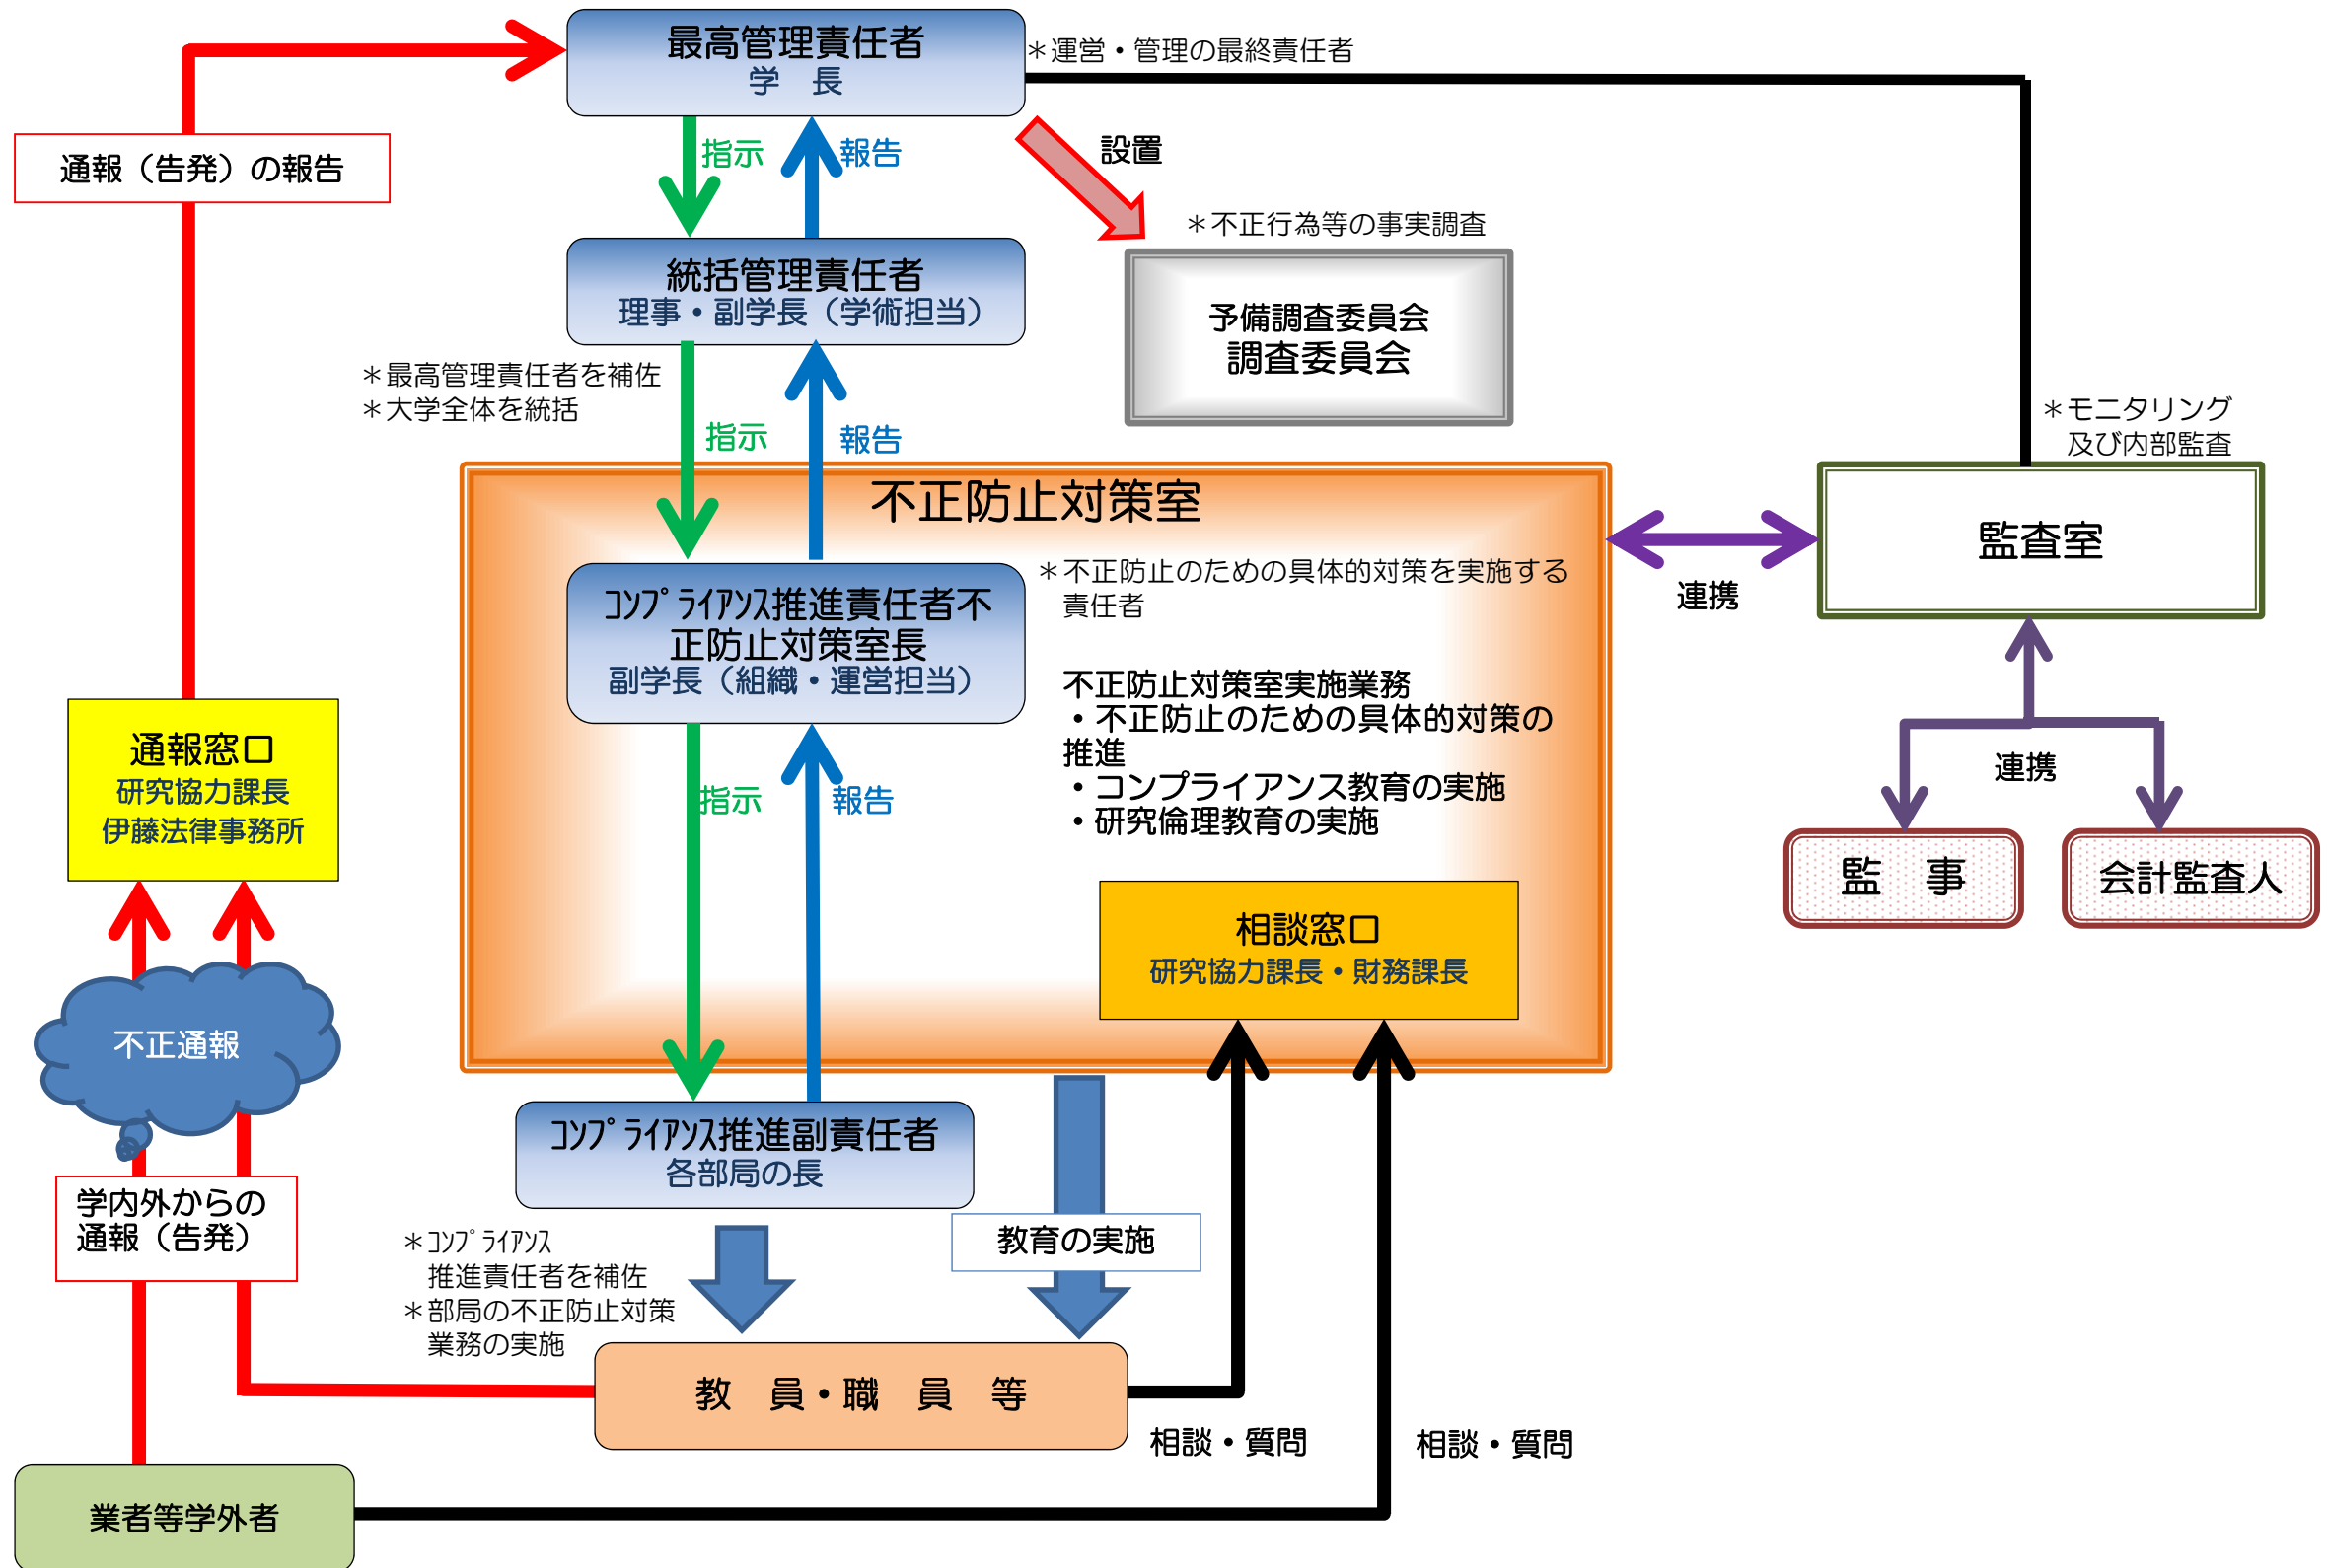 最高管理責任者
学　長
＊運営・管理の最終責任者
通報（告発）の報告
指示
報告
設置
＊不正行為等の事実調査
統括管理責任者
理事・副学長（学術担当）
予備調査委員会
調査委員会
＊最高管理責任者を補佐
＊大学全体を統括
指示
報告
＊モニタリング
及び内部監査
不正防止対策室
監査室
連携
ｺﾝﾌﾟﾗｲｱﾝｽ推進責任者不
正防止対策室長
副学長（組織・運営担当）
＊不正防止のための具体的対策を実施する
責任者
不正防止対策室実施業務
・不正防止のための具体的対策の
推進
・コンプライアンス教育の実施
・研究倫理教育の実施
通報窓口
研究協力課長
伊藤法律事務所
指示
報告
連携
監　事
会計監査人
相談窓口
研究協力課長・財務課長
不正通報
ｺﾝﾌﾟﾗｲｱﾝｽ推進副責任者
各部局の長
学内外からの
通報（告発）
教育の実施
＊ｺﾝﾌﾟﾗｲｱﾝｽ
推進責任者を補佐
＊部局の不正防止対策
業務の実施
教　員・職　員　等
相談・質問
相談・質問
業者等学外者